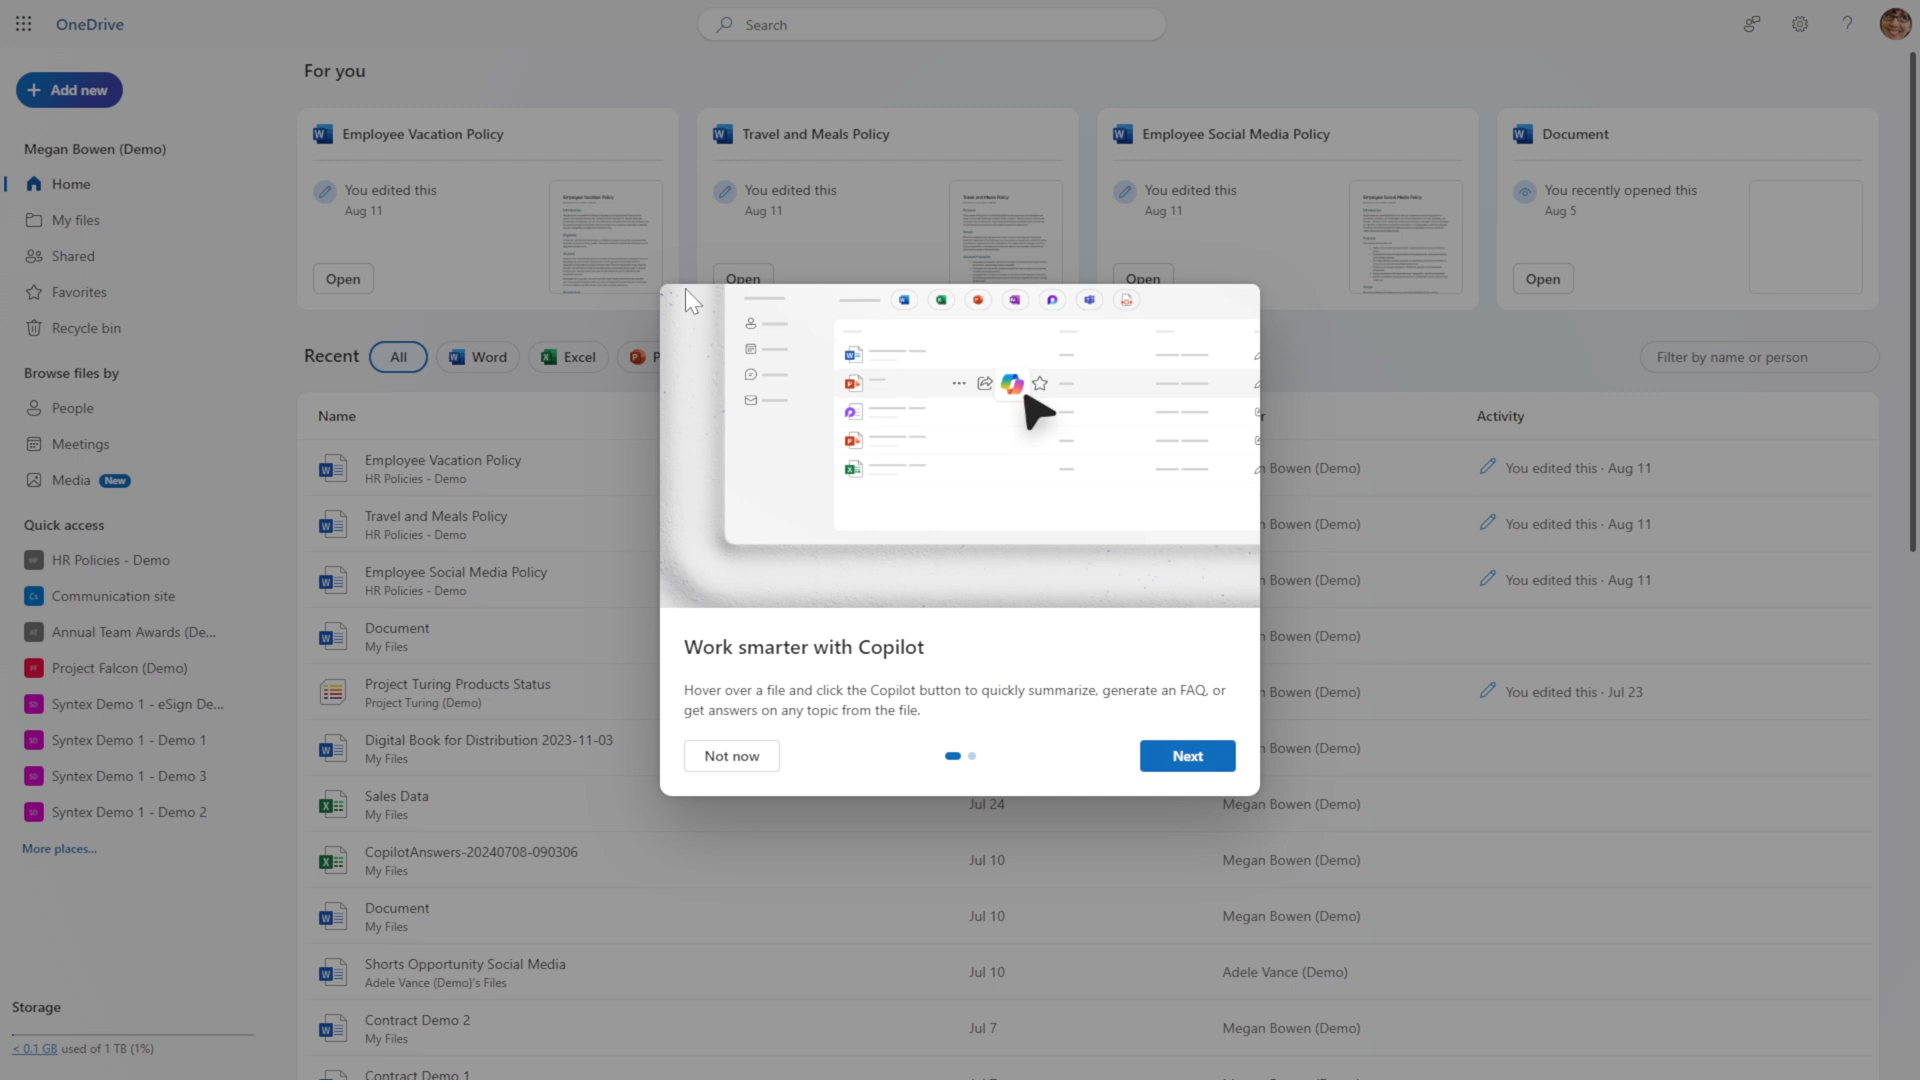 OneDrive
Search
Add new
Megan Bowen (Demo)
Home
My files
Shared
Favorites
Recycle bin
Browse files by
People
Meetings
Media New
Quick access
HR Policies - Demo
Communication site
Annual Team Awards (De...
Project Falcon (Demo)
Syntex Demo 1 - eSign De...
Syntex Demo 1 - Demo 1
Syntex Demo 1 - Demo 3
Syntex Demo 1 - Demo 2
More places...
Storage
< 0.1 GB used of 1 TB (1%)
For you
Employee Vacation Policy
You edited this
Aug 11
Open
Travel and Meals Policy
You edited this
Aug 11
Open
Employee Social Media Policy
You edited this
Aug 11
Open
Document
You recently opened this
Aug 5
Open
Recent All Word Excel P
Filter by name or person
Name Activity
Employee Vacation Policy
HR Policies - Demo
Bowen (Demo) You edited this · Aug 11
Travel and Meals Policy
HR Policies - Demo
Bowen (Demo) You edited this · Aug 11
Employee Social Media Policy
HR Policies - Demo
Bowen (Demo) You edited this · Aug 11
Document
My Files
Bowen (Demo)
Project Turing Products Status
Project Turing (Demo)
Bowen (Demo) You edited this · Jul 23
Digital Book for Distribution 2023-11-03
My Files
Bowen (Demo)
Sales Data
My Files
Jul 24 Megan Bowen (Demo)
CopilotAnswers-20240708-090306
My Files
Jul 10 Megan Bowen (Demo)
Document
My Files
Jul 10 Megan Bowen (Demo)
Shorts Opportunity Social Media
Adele Vance (Demo)'s Files
Jul 10 Adele Vance (Demo)
Contract Demo 2
My Files
Jul 7 Megan Bowen (Demo)
Contract Demo 1
Work smarter with Copilot
Hover over a file and click the Copilot button to quickly summarize, generate an FAQ, or
get answers on any topic from the file.
Not now
Next